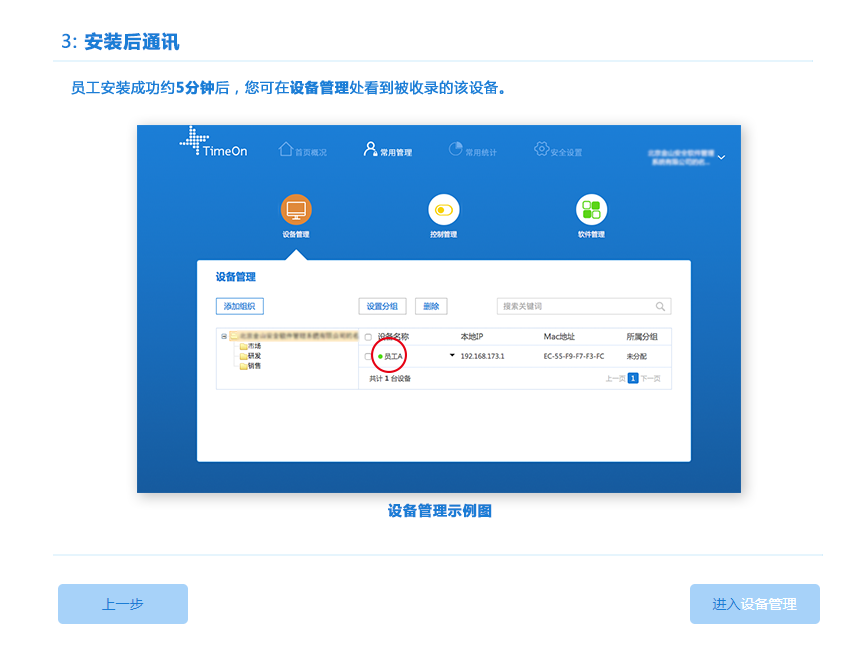 3: 安装后通讯
员工安装成功约5分钟后，您可在设备管理处看到被收录的该设备。
TimeOn
首页概况
常用管理
常用统计
安全设置
设备管理
控制管理
软件管理
设备管理
添加组织
设置分组
删除
搜索关键词
设备名称 本地IP Mac地址 所属分组
市场
研发
销售
员工A 192.168.173.1 EC-55-F9-F7-F3-FC 未分配
共计 1 台设备
上一页 1 下一页
设备管理示例图
上一步
进入设备管理